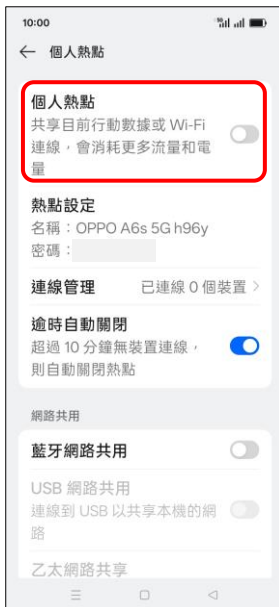 10:00
← 個人熱點
個人熱點
共享目前行動數據或 Wi-Fi
連線，會消耗更多流量和電
量
熱點設定
名稱：OPPO A6s 5G h96y
密碼：
連線管理 已連線 0 個裝置 >
逾時自動關閉
超過 10 分鐘無裝置連線，
則自動關閉熱點
網路共用
藍牙網路共用
USB 網路共用
連線到 USB 以共享本機的網
路
乙太網路共享